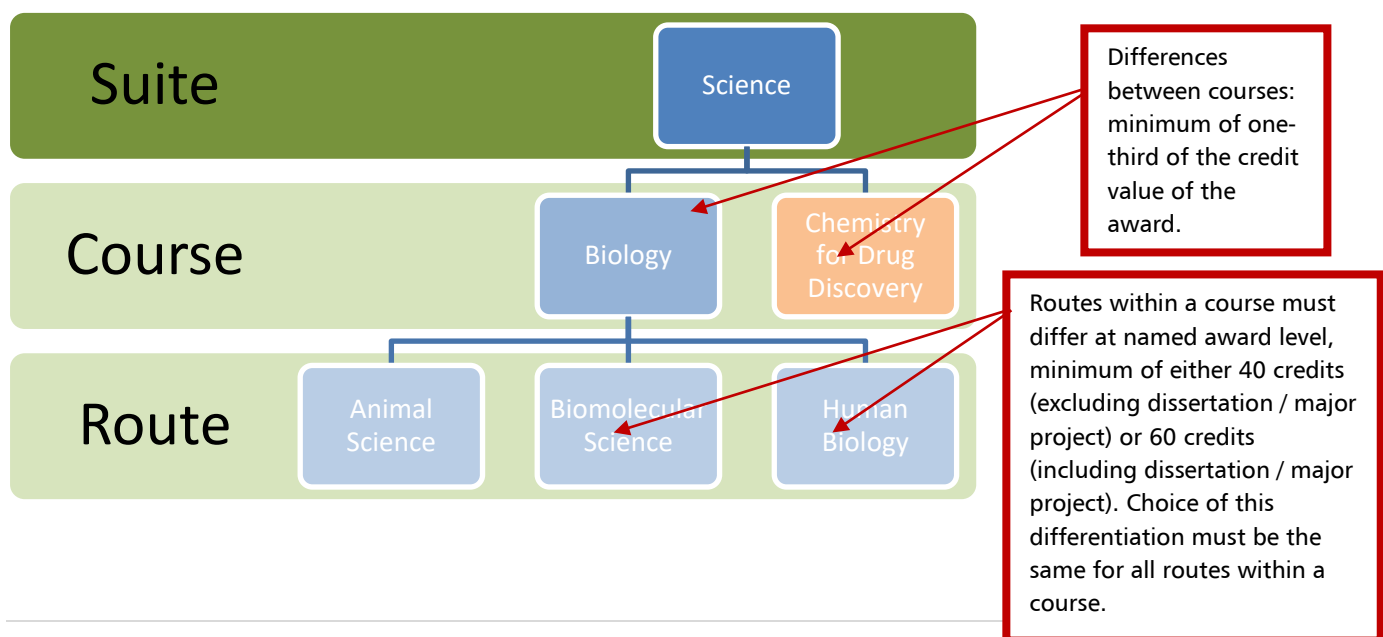 Suite
Science
Differences
between courses:
minimum of one-
third of the credit
value of the
award.
Course
Biology
Chemistry
for Drug
Discovery
Route
Animal
Science
Biomolecular
Science
Human
Biology
Routes within a course must
differ at named award level,
minimum of either 40 credits
(excluding dissertation / major
project) or 60 credits
(including dissertation / major
project). Choice of this
differentiation must be the
same for all routes within a
course.